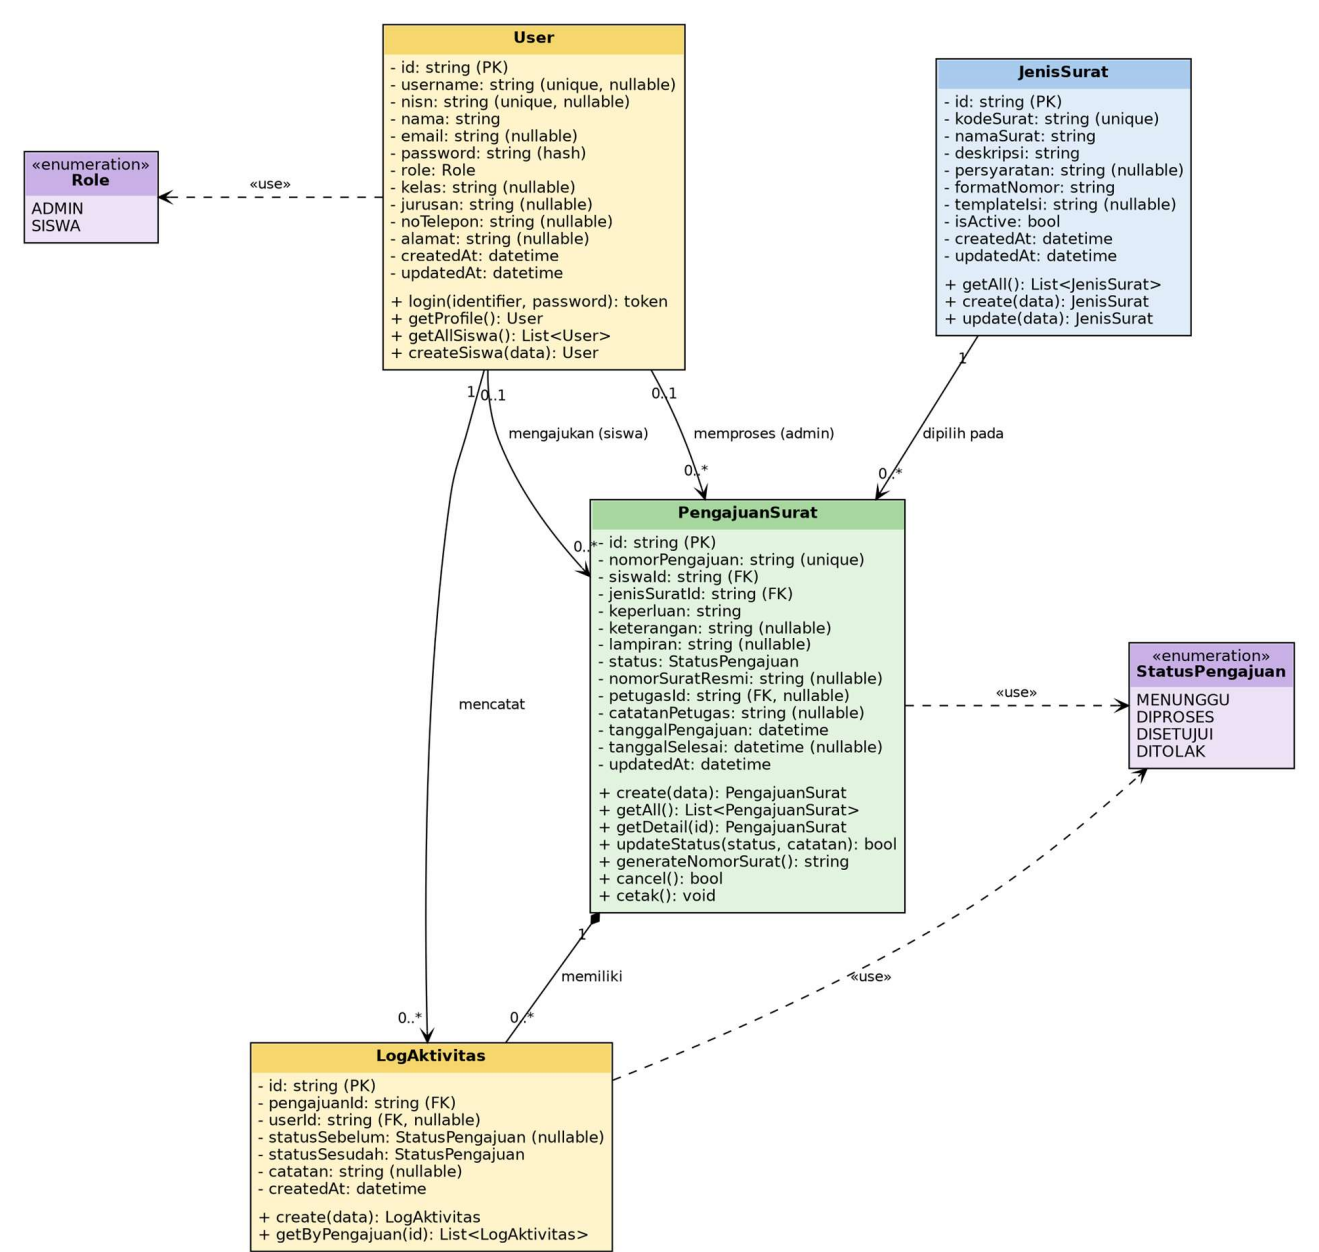 User
- id: string (PK)
- username: string (unique, nullable)
- nisn: string (unique, nullable)
- nama: string
- email: string (nullable)
- password: string (hash)
- role: Role
- kelas: string (nullable)
- jurusan: string (nullable)
- noTelepon: string (nullable)
- alamat: string (nullable)
- createdAt: datetime
- updatedAt: datetime
+ login(identifier, password): token
+ getProfile(): User
+ getAllSiswa(): List<User>
+ createSiswa(data): User
JenisSurat
- id: string (PK)
- kodeSurat: string (unique)
- namaSurat: string
- deskripsi: string
- persyaratan: string (nullable)
- formatNomor: string
- templateIsi: string (nullable)
- isActive: bool
- createdAt: datetime
- updatedAt: datetime
+ getAll(): List<JenisSurat>
+ create(data): JenisSurat
+ update(data): JenisSurat
«enumeration»
Role
ADMIN
SISWA
«use»
1
0..1
0..1
1
mengajukan (siswa)
memproses (admin)
dipilih pada
0..*
0..*
0..*
PengajuanSurat
- id: string (PK)
- nomorPengajuan: string (unique)
- siswaId: string (FK)
- jenisSuratId: string (FK)
- keperluan: string
- keterangan: string (nullable)
- lampiran: string (nullable)
- status: StatusPengajuan
- nomorSuratResmi: string (nullable)
- petugasId: string (FK, nullable)
- catatanPetugas: string (nullable)
- tanggalPengajuan: datetime
- tanggalSelesai: datetime (nullable)
- updatedAt: datetime
+ create(data): PengajuanSurat
+ getAll(): List<PengajuanSurat>
+ getDetail(id): PengajuanSurat
+ updateStatus(status, catatan): bool
+ generateNomorSurat(): string
+ cancel(): bool
+ cetak(): void
«use»
«enumeration»
StatusPengajuan
MENUNGGU
DIPROSES
DISETUJUI
DITOLAK
mencatat
1
memiliki
«use»
0..*
0..*
LogAktivitas
- id: string (PK)
- pengajuanId: string (FK)
- userId: string (FK, nullable)
- statusSebelum: StatusPengajuan (nullable)
- statusSesudah: StatusPengajuan
- catatan: string (nullable)
- createdAt: datetime
+ create(data): LogAktivitas
+ getByPengajuan(id): List<LogAktivitas>